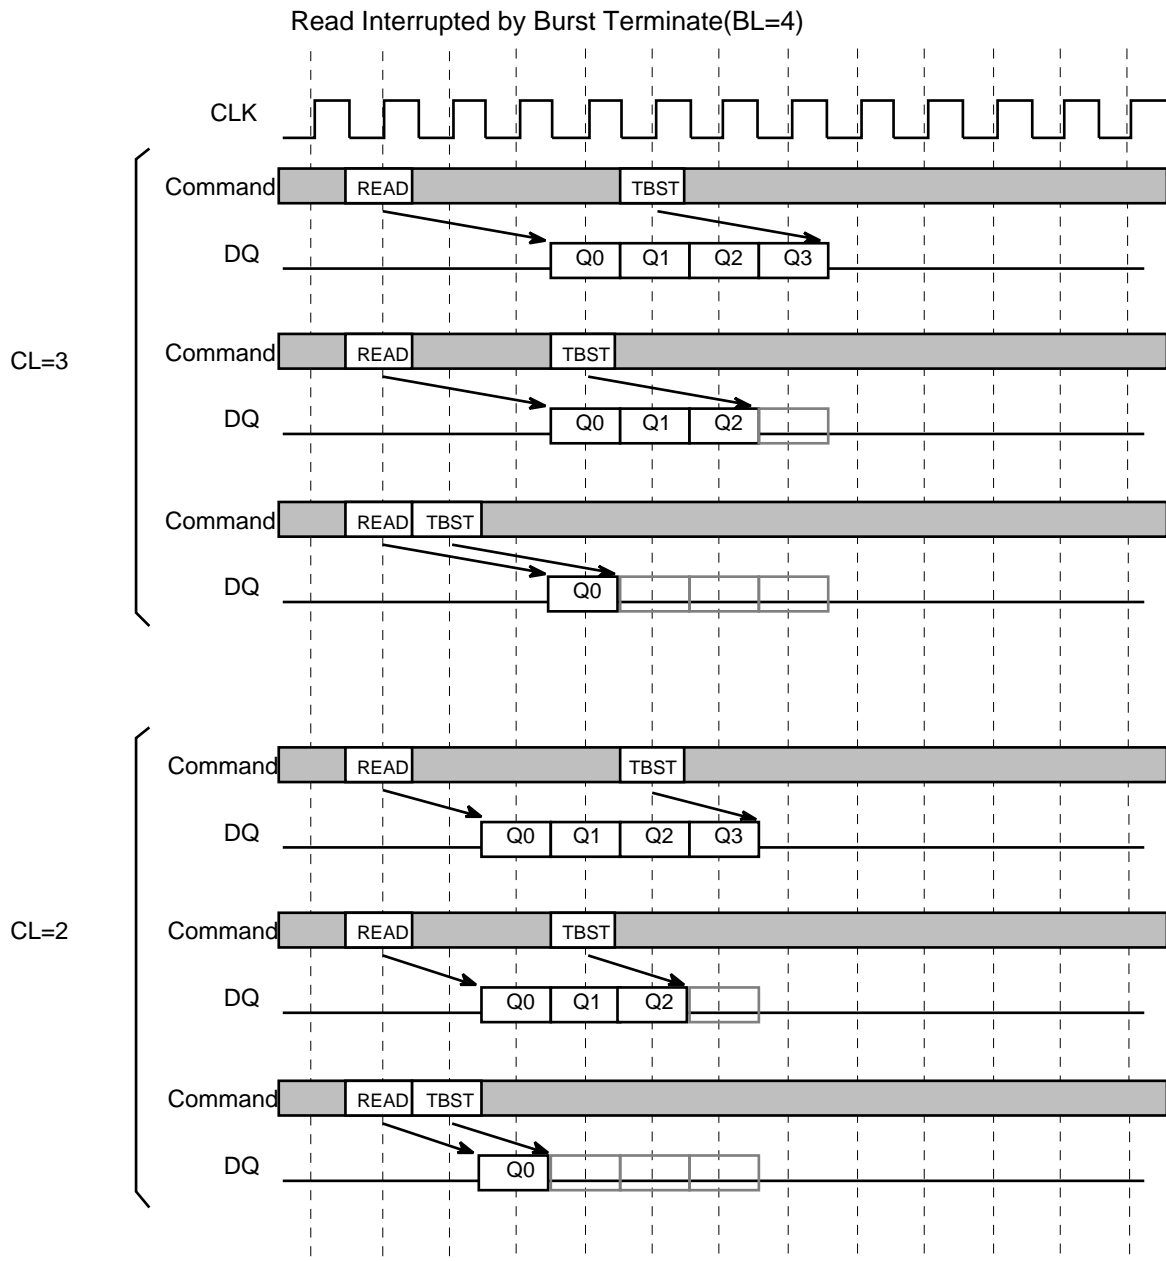 Read Interrupted by Burst Terminate(BL=4)
CLK
Command READ TBST
DQ Q0 Q1 Q2 Q3
CL=3
Command READ TBST
DQ Q0 Q1 Q2
Command READ TBST
DQ Q0
Command READ TBST
DQ Q0 Q1 Q2 Q3
CL=2
Command READ TBST
DQ Q0 Q1 Q2
Command READ TBST
DQ Q0